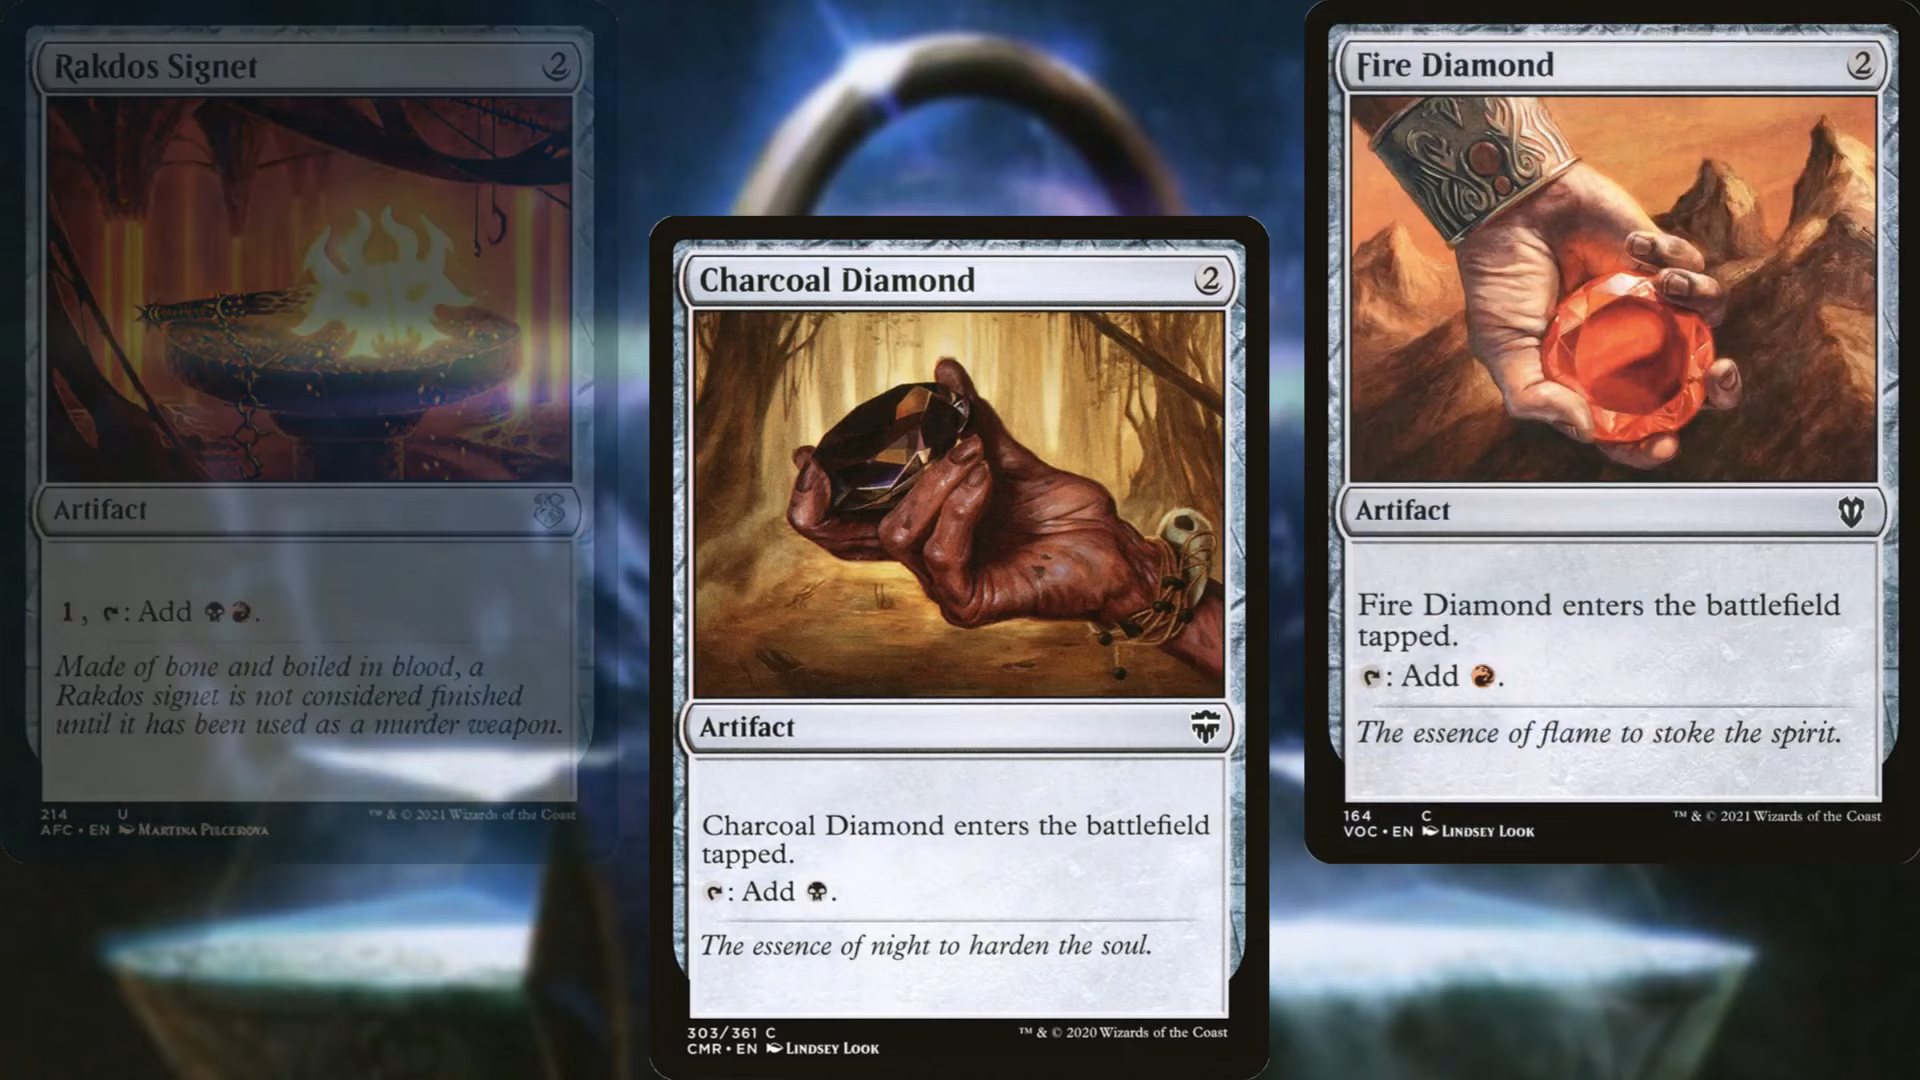 Rakdos Signet 2
Artifact
1, : Add .
Made of bone and boiled in blood, a
Rakdos signet is not considered finished
until it has been used as a murder weapon.
214 U
AFC • EN Martina Pilcerova
™ & © 2021 Wizards of the Coast
Charcoal Diamond 2
Artifact
Charcoal Diamond enters the battlefield
tapped.
: Add .
The essence of night to harden the soul.
303/361 C
CMR • EN Lindsey Look
™ & © 2020 Wizards of the Coast
Fire Diamond 2
Artifact
Fire Diamond enters the battlefield
tapped.
: Add .
The essence of flame to stoke the spirit.
164 C
VOC • EN Lindsey Look
™ & © 2021 Wizards of the Coast